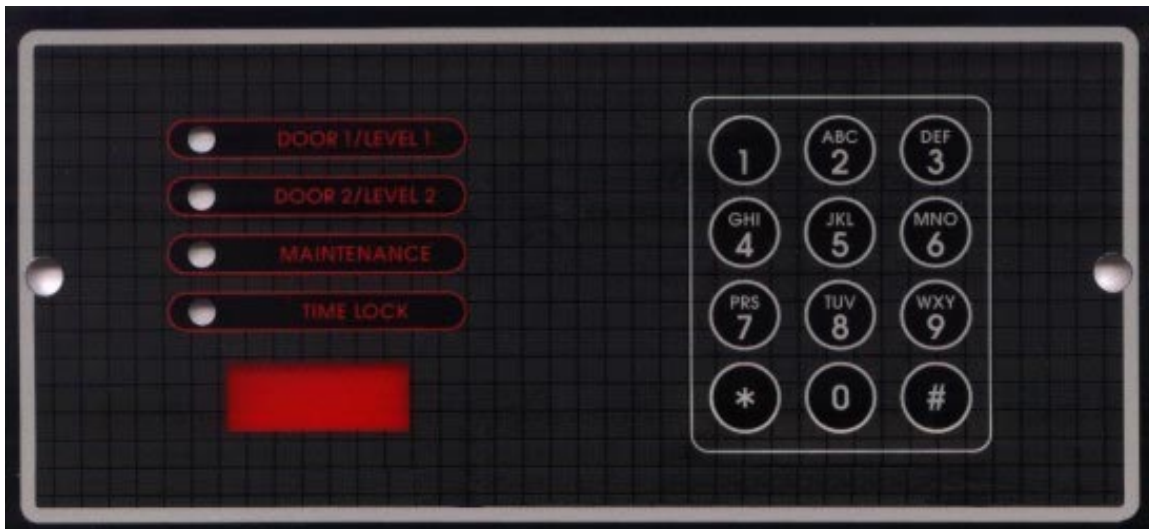 DOOR 1/LEVEL 1
DOOR 2/LEVEL 2
MAINTENANCE
TIME LOCK
1 ABC 2 DEF 3
GHI 4 JKL 5 MNO 6
PRS 7 TUV 8 WXY 9
* 0 #